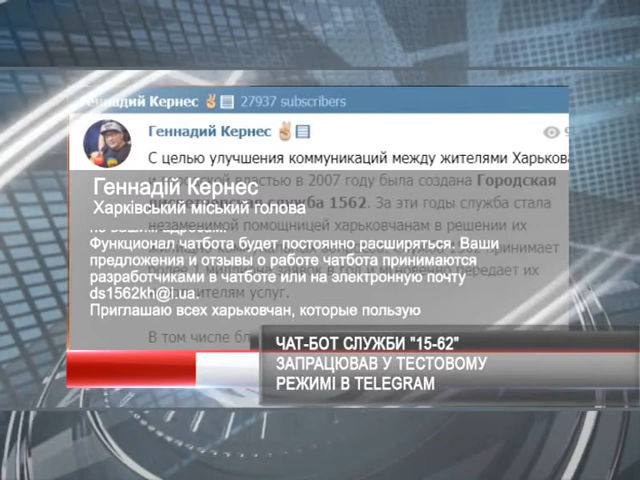 Геннадий Кернес 27937 subscribers
Геннадий Кернес
С целью улучшения коммуникаций между жителями Харькова
и городской властью в 2007 году была создана Городская
диспетчерская служба 1562. За эти годы служба стала
незаменимой помощницей харьковчанам в решении их
Геннадій Кернес
Харківський міський голова
Функционал чатбота будет постоянно расширяться. Ваши
предложения и отзывы о работе чатбота принимаются
разработчиками в чатботе или на электронную почту
ds1562kh@i.ua.
Приглашаю всех харьковчан, которые пользую
В том числе
ЧАТ-БОТ СЛУЖБИ "15-62"
ЗАПРАЦЮВАВ У ТЕСТОВОМУ
РЕЖИМІ В TELEGRAM